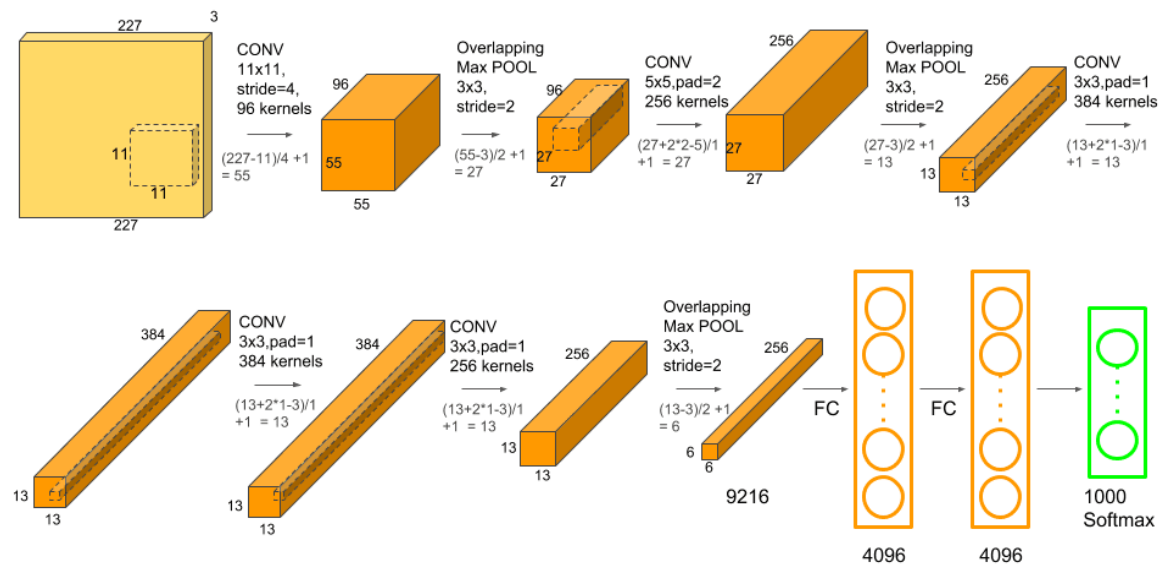 227
3
11
11
227
CONV
11x11,
stride=4,
96 kernels
(227-11)/4 +1
= 55
96
55
55
Overlapping
Max POOL
3x3,
stride=2
(55-3)/2 +1
= 27
96
27
27
CONV
5x5,pad=2
256 kernels
(27+2*2-5)/1
+1 = 27
256
27
27
Overlapping
Max POOL
3x3,
stride=2
(27-3)/2 +1
= 13
256
13
13
CONV
3x3,pad=1
384 kernels
(13+2*1-3)/1
+1 = 13
384
13
13
CONV
3x3,pad=1
384 kernels
(13+2*1-3)/1
+1 = 13
384
13
13
CONV
3x3,pad=1
256 kernels
(13+2*1-3)/1
+1 = 13
256
13
13
Overlapping
Max POOL
3x3,
stride=2
(13-3)/2 +1
= 6
256
6
6
9216
FC
4096
FC
4096
1000
Softmax